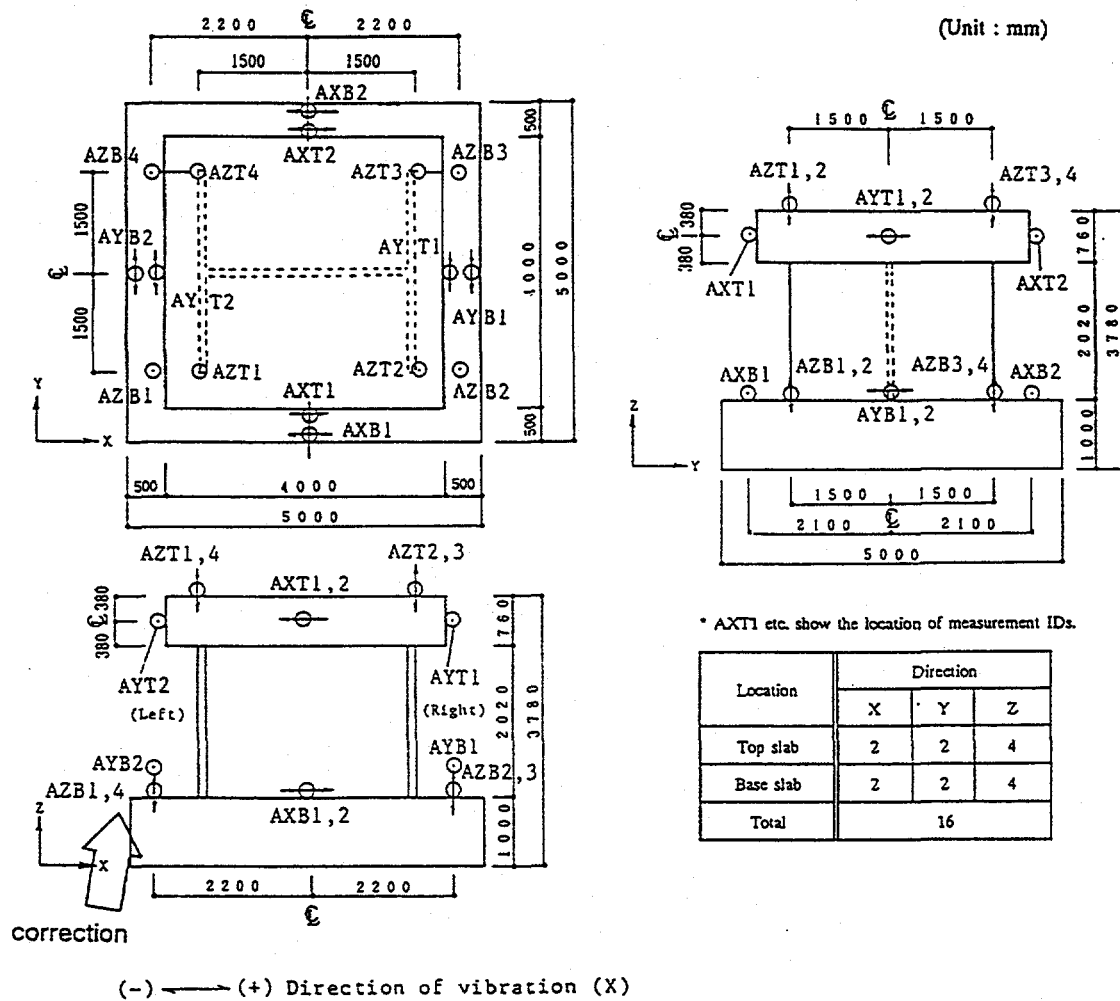 (Unit : mm)
℄
2200 2200
1500 1500
AXB2
AXT2
AZB4 AZT4 AZT3 AZB3
500
1500
AYB2 AYT1
℄
4000
5000
AYT2 AYB1
1500
AZB1 AZT1 AZT2 AZB2
AXT1
AXB1
500
Y
X
500 4000 500
5000
℄
1500 1500
AZT1,2 AZT3,4
AYT1,2
380
℄
380
760
AXT1 AXT2
2020
3780
AXB1 AZB1,2 AZB3,4 AXB2
AYB1,2
1000
Z
Y
1500 1500
2100 ℄ 2100
5000
AZT1,4 AZT2,3
AXT1,2
380
℄
380
760
AYT2 AYT1
(Left) (Right)
2020
3780
AYB2 AYB1
AZB1,4 AZB2,3
AXB1,2
1000
Z
X
2200 2200
℄
correction
(-) (+) Direction of vibration (X)
* AXT1 etc. show the location of measurement IDs.
Location Direction
X Y Z
Top slab 2 2 4
Base slab 2 2 4
Total 16